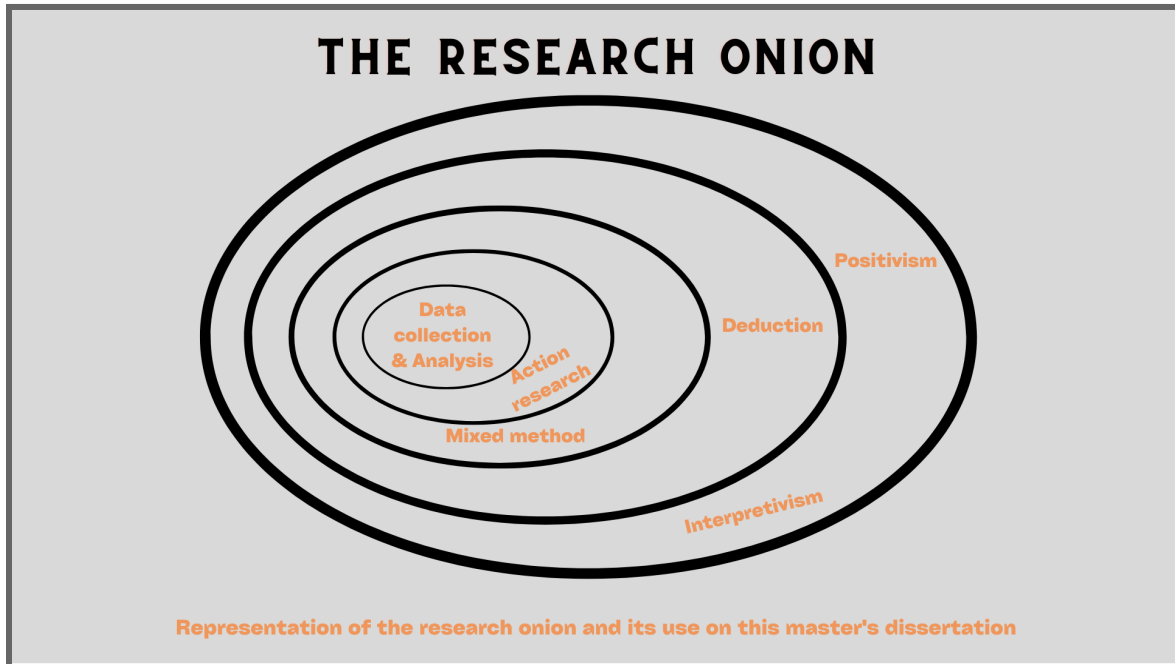 THE RESEARCH ONION
Positivism
Deduction
Data
collection
& Analysis
Action
research
Mixed method
Interpretivism
Representation of the research onion and its use on this master's dissertation